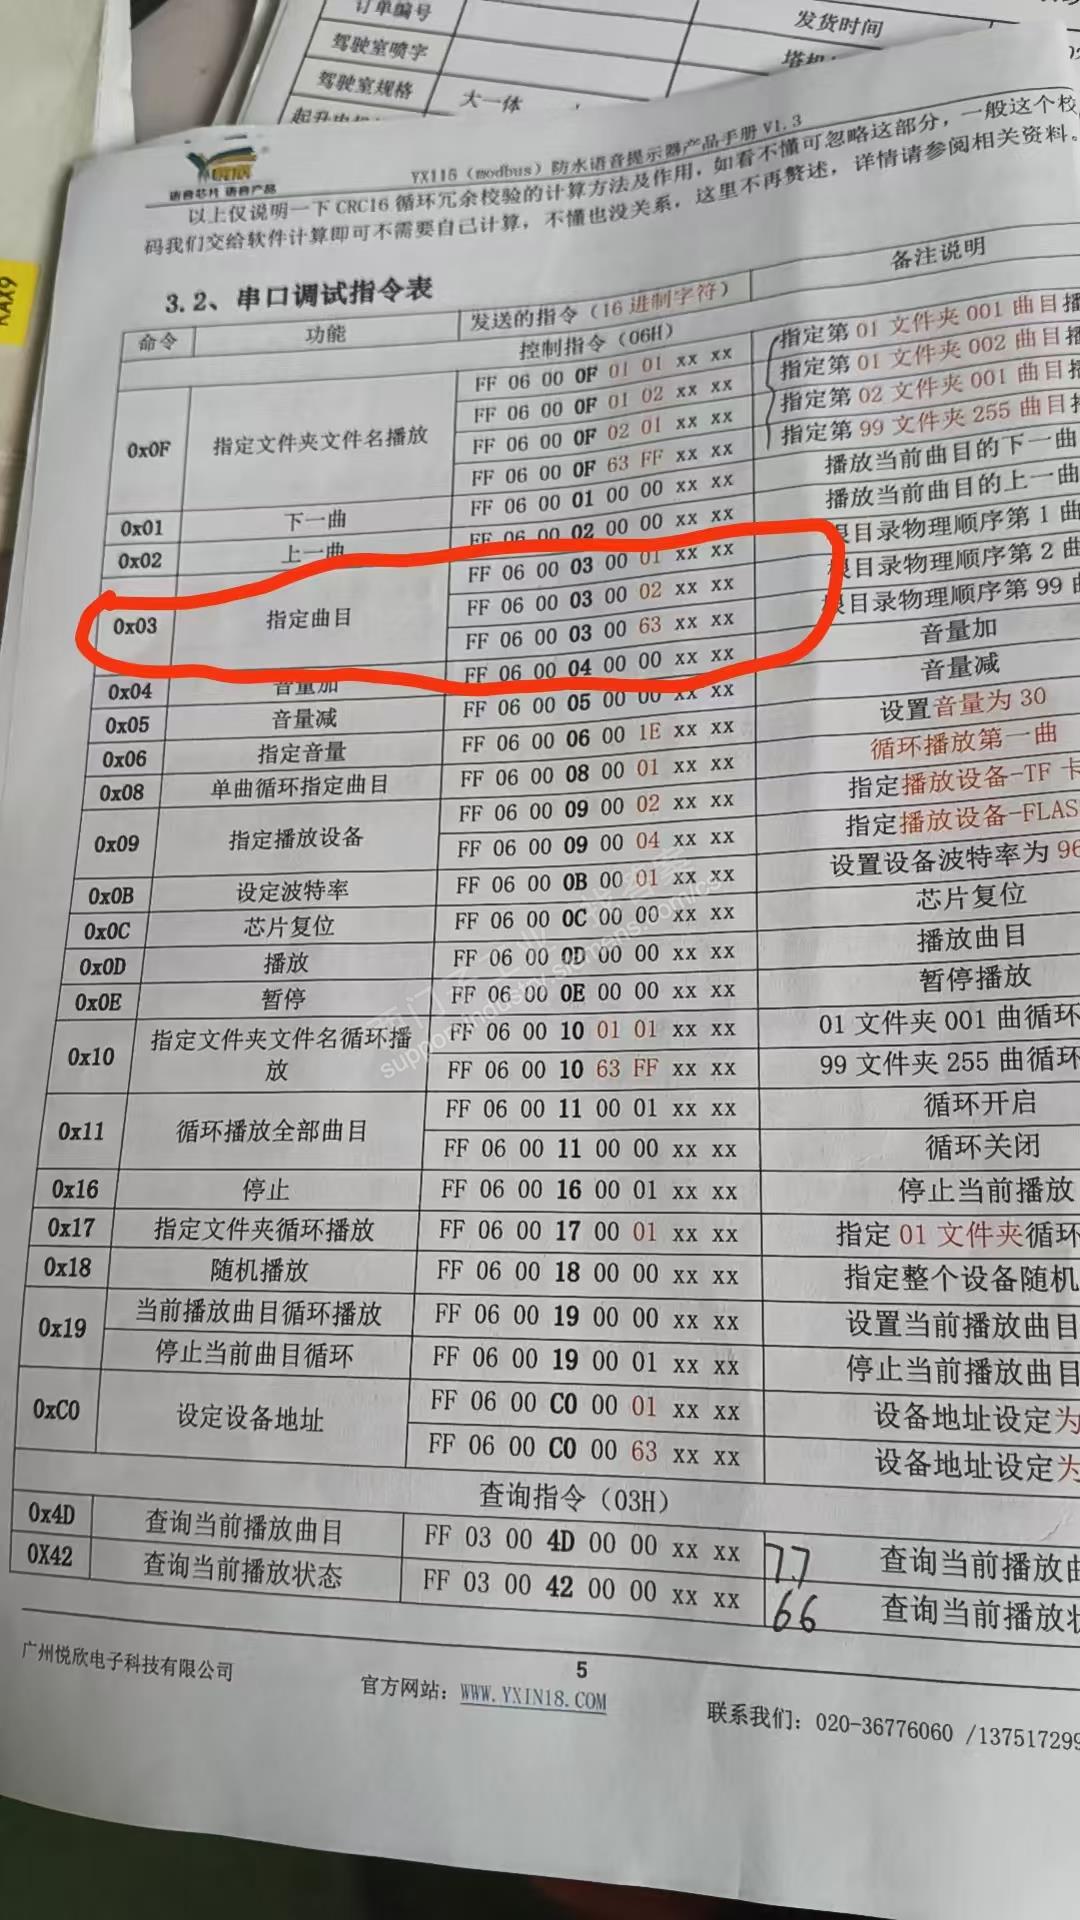 订单编号
发货时间
驾驶室喷字
塔机
驾驶室规格
大一体
YX115（modbus）防水语音提示器产品手册 V1.3
语音芯片 语音产品
以上仅说明一下 CRC16 循环冗余校验的计算方法及作用，如看不懂可忽略这部分，一般这个校
码我们交给软件计算即可不需要自己计算，不懂也没关系，这里不再赘述，详情请参阅相关资料。
3.2、串口调试指令表
命令 功能 发送的指令（16 进制字符） 备注说明
控制指令（06H）
0x0F 指定文件夹文件名播放
FF 06 00 0F 01 01 xx xx 指定第 01 文件夹 001 曲目播
FF 06 00 0F 01 02 xx xx 指定第 01 文件夹 002 曲目播
FF 06 00 0F 02 01 xx xx 指定第 02 文件夹 001 曲目播
FF 06 00 0F 63 FF xx xx 指定第 99 文件夹 255 曲目播
0x01 下一曲 FF 06 00 01 00 00 xx xx 播放当前曲目的下一曲
0x02 上一曲 FF 06 00 02 00 00 xx xx 播放当前曲目的上一曲
0x03 指定曲目
FF 06 00 03 00 01 xx xx 根目录物理顺序第 1 曲
FF 06 00 03 00 02 xx xx 根目录物理顺序第 2 曲
FF 06 00 03 00 63 xx xx 根目录物理顺序第 99 曲
0x04 音量加 FF 06 00 04 00 00 xx xx 音量加
0x05 音量减 FF 06 00 05 00 00 xx xx 音量减
0x06 指定音量 FF 06 00 06 00 1E xx xx 设置音量为 30
0x08 单曲循环指定曲目 FF 06 00 08 00 01 xx xx 循环播放第一曲
0x09 指定播放设备
FF 06 00 09 00 02 xx xx 指定播放设备-TF 卡
FF 06 00 09 00 04 xx xx 指定播放设备-FLAS
0x0B 设定波特率 FF 06 00 0B 00 01 xx xx 设置设备波特率为 96
0x0C 芯片复位 FF 06 00 0C 00 00 xx xx 芯片复位
0x0D 播放 FF 06 00 0D 00 00 xx xx 播放曲目
0x0E 暂停 FF 06 00 0E 00 00 xx xx 暂停播放
0x10 指定文件夹文件名循环播放
FF 06 00 10 01 01 xx xx 01 文件夹 001 曲循环
FF 06 00 10 63 FF xx xx 99 文件夹 255 曲循环
0x11 循环播放全部曲目
FF 06 00 11 00 01 xx xx 循环开启
FF 06 00 11 00 00 xx xx 循环关闭
0x16 停止 FF 06 00 16 00 01 xx xx 停止当前播放
0x17 指定文件夹循环播放 FF 06 00 17 00 01 xx xx 指定 01 文件夹循环
0x18 随机播放 FF 06 00 18 00 00 xx xx 指定整个设备随机
0x19 当前播放曲目循环播放 FF 06 00 19 00 00 xx xx 设置当前播放曲目
停止当前曲目循环 FF 06 00 19 00 01 xx xx 停止当前播放曲目
0xC0 设定设备地址
FF 06 00 C0 00 01 xx xx 设备地址设定为
FF 06 00 C0 00 63 xx xx 设备地址设定为
查询指令（03H）
0x4D 查询当前播放曲目 FF 03 00 4D 00 00 xx xx 77 查询当前播放曲
0X42 查询当前播放状态 FF 03 00 42 00 00 xx xx 66 查询当前播放状
5
广州悦欣电子科技有限公司 官方网站：WWW.YXIN18.COM 联系我们：020-36776060 /137517299
support.industry.siemens.com/cs